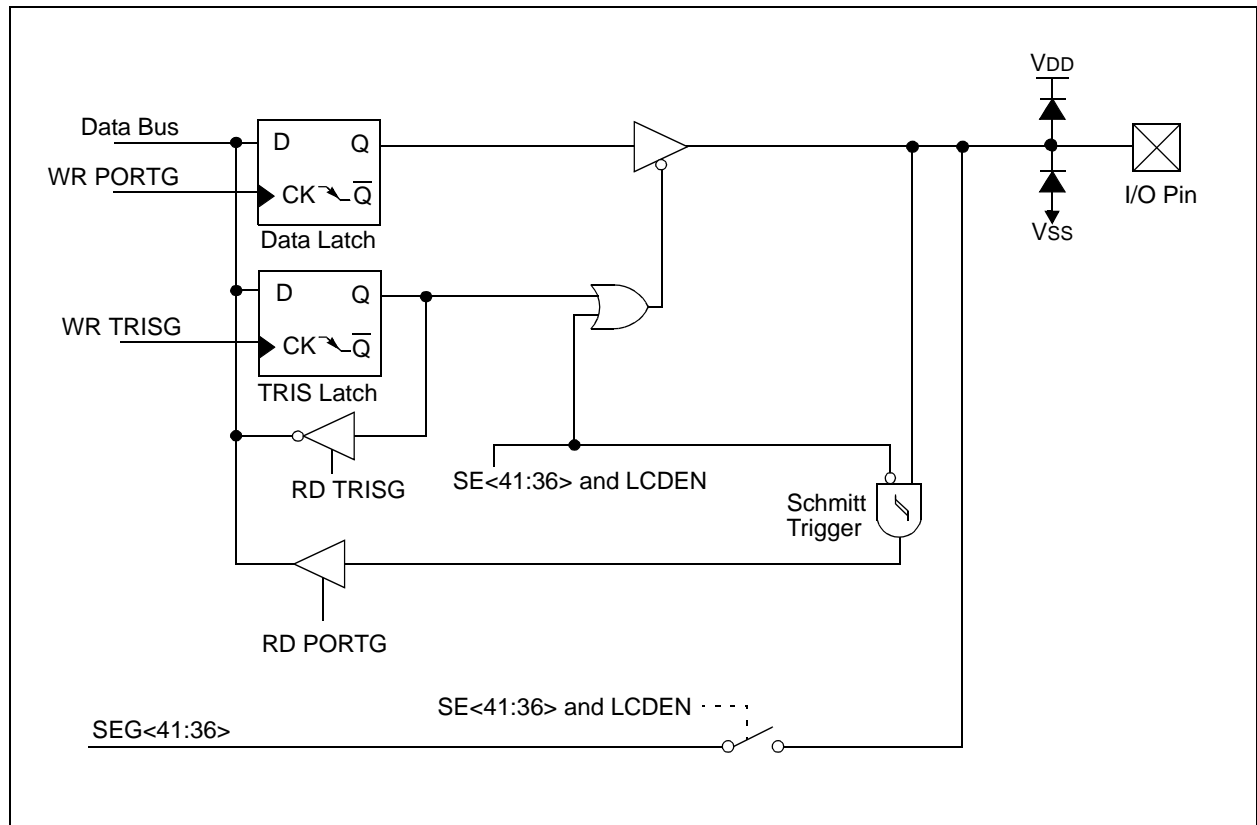 VDD
Data Bus
D Q
WR PORTG
CK Q
I/O Pin
Data Latch
VSS
D Q
WR TRISG
CK Q
TRIS Latch
SE<41:36> and LCDEN
RD TRISG
Schmitt
Trigger
RD PORTG
SE<41:36> and LCDEN
SEG<41:36>